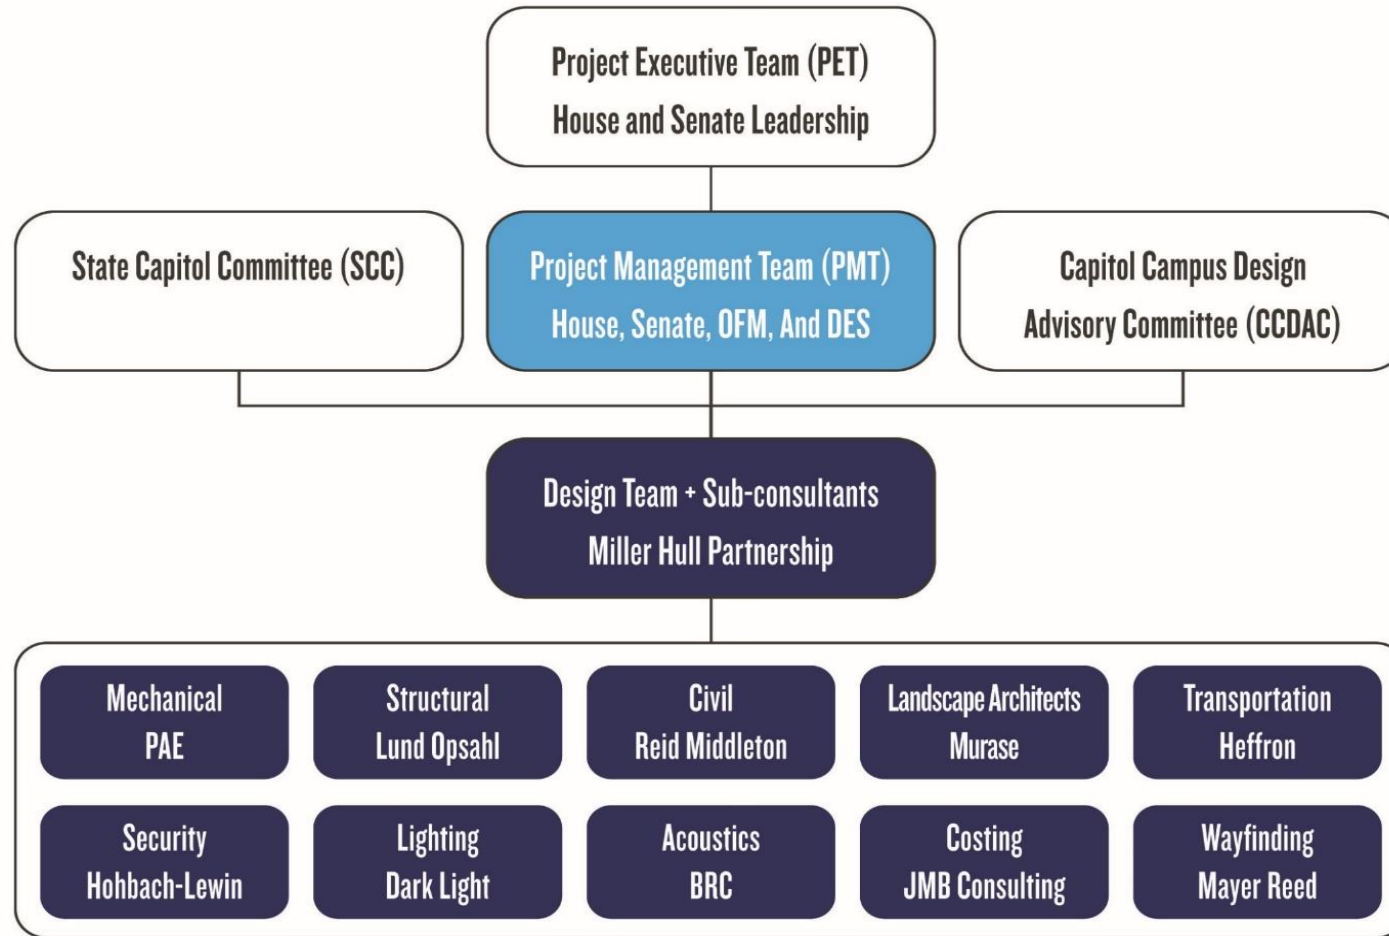 Project Executive Team (PET)
House and Senate Leadership
State Capitol Committee (SCC)
Project Management Team (PMT)
House, Senate, OFM, And DES
Capitol Campus Design
Advisory Committee (CCDAC)
Design Team + Sub-consultants
Miller Hull Partnership
Mechanical
PAE
Structural
Lund Opsahl
Civil
Reid Middleton
Landscape Architects
Murase
Transportation
Heffron
Security
Hohbach-Lewin
Lighting
Dark Light
Acoustics
BRC
Costing
JMB Consulting
Wayfinding
Mayer Reed